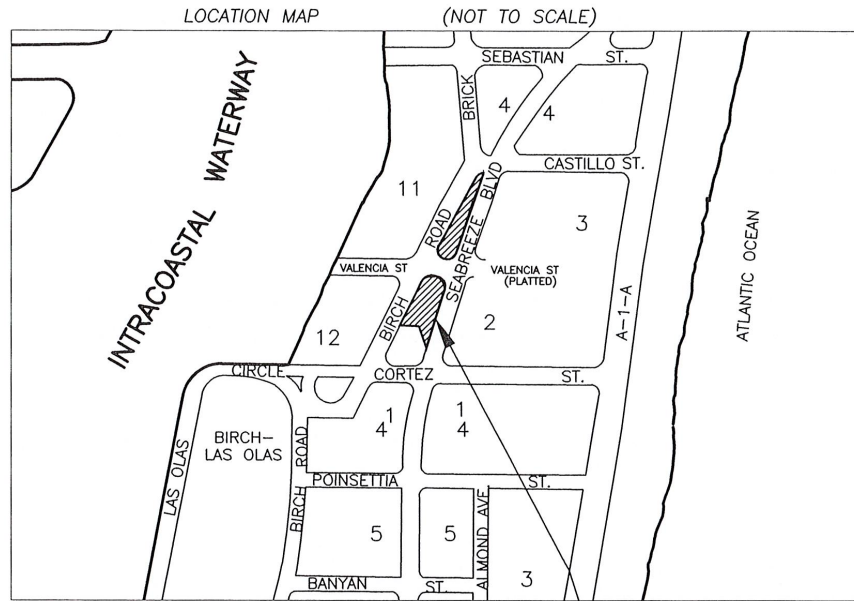 LOCATION MAP (NOT TO SCALE)
SEBASTIAN ST.
INTRACOASTAL WATERWAY
BRICK
4
4
CASTILLO ST.
11
ROAD
SEABREEZE BLVD
3
ATLANTIC OCEAN
VALENCIA ST
VALENCIA ST
(PLATTED)
A-1-A
BIRCH
2
12
CIRCLE
CORTEZ ST.
1
4
1
4
BIRCH-
LAS OLAS
LAS OLAS
ROAD
POINSETTIA ST.
BIRCH
5
5
ALMOND AVE
3
BANYAN ST.